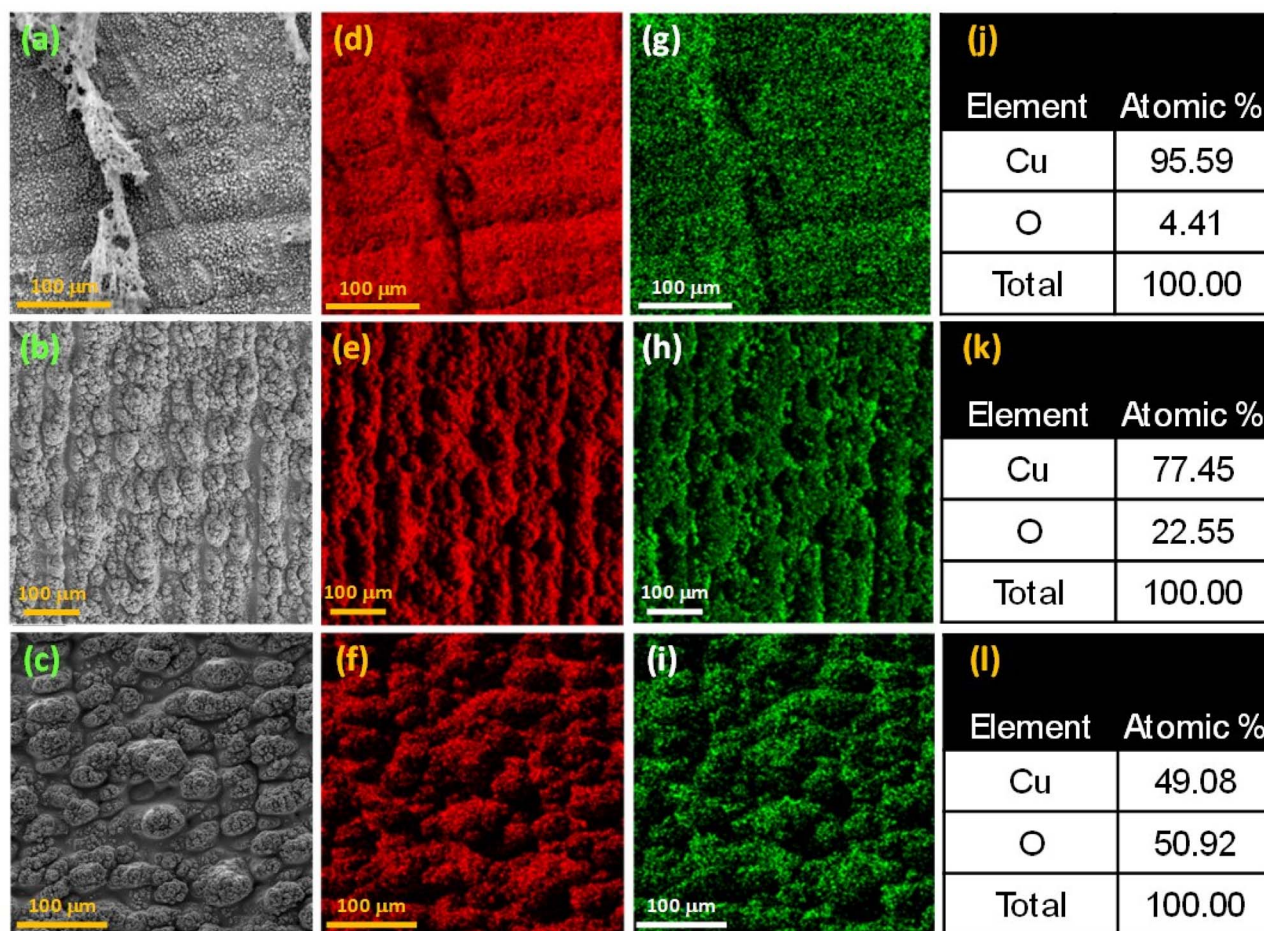 (a) (d) (g) (j)
Element Atomic %
Cu 95.59
O 4.41
Total 100.00
100 µm 100 µm 100 µm
(b) (e) (h) (k)
Element Atomic %
Cu 77.45
O 22.55
Total 100.00
100 µm 100 µm 100 µm
(c) (f) (i) (l)
Element Atomic %
Cu 49.08
O 50.92
Total 100.00
100 µm 100 µm 100 µm